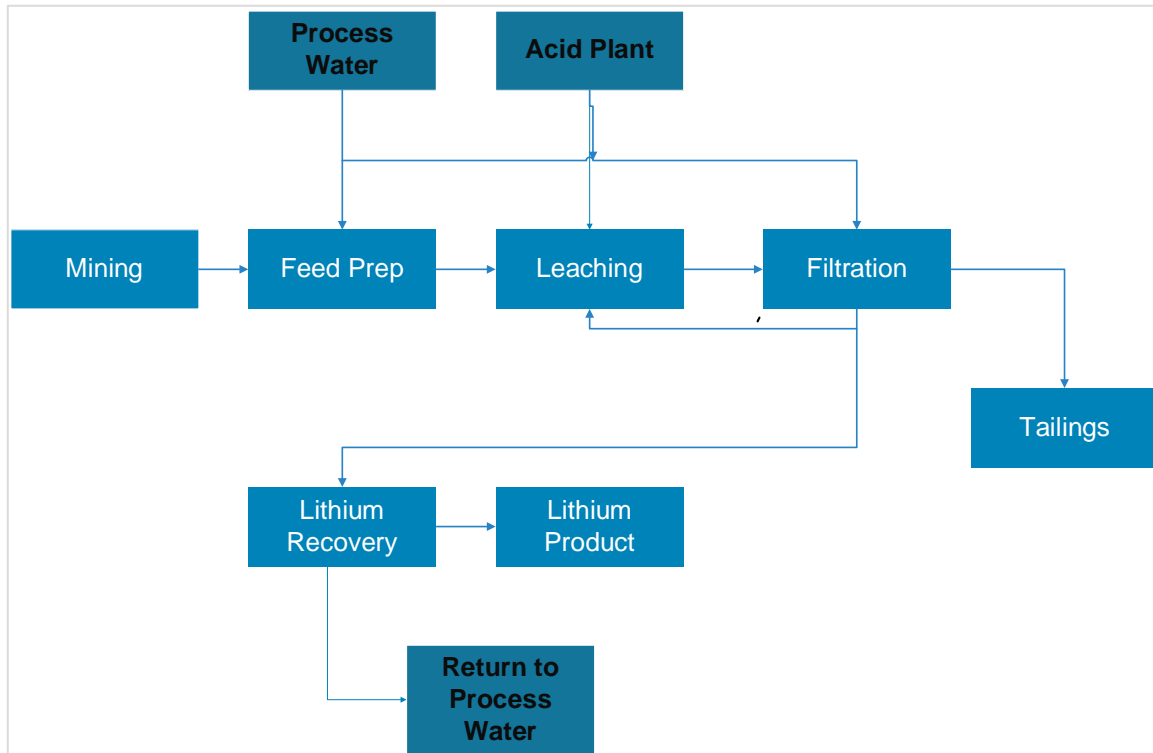 Process
Water
Acid Plant
Mining
Feed Prep
Leaching
Filtration
Tailings
Lithium
Recovery
Lithium
Product
Return to
Process
Water